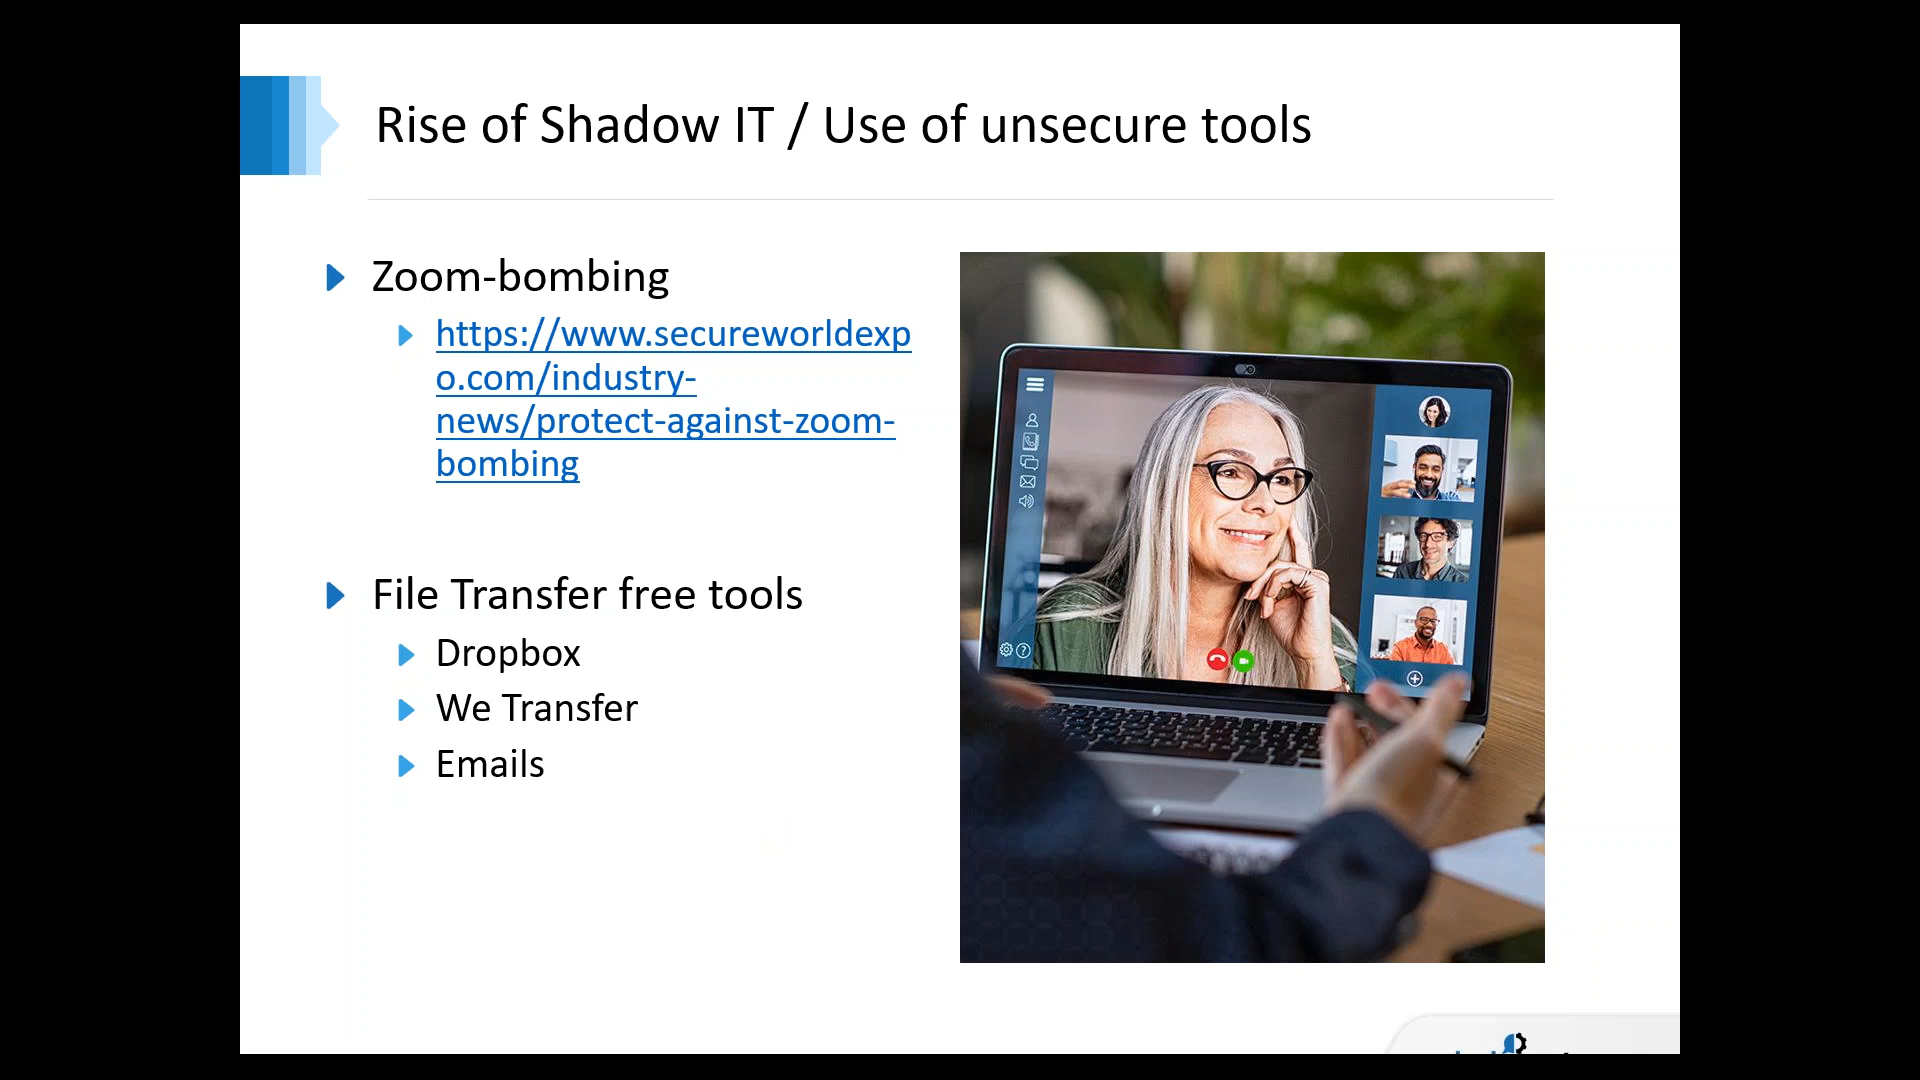 Rise of Shadow IT / Use of unsecure tools
Zoom-bombing
https://www.secureworldexp
o.com/industry-
news/protect-against-zoom-
bombing
File Transfer free tools
Dropbox
We Transfer
Emails